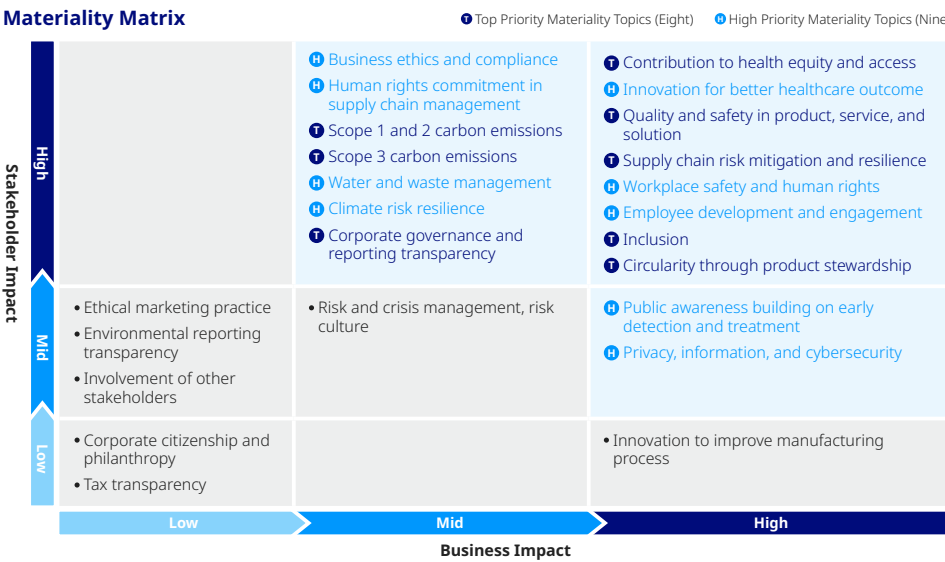 Materiality Matrix
T Top Priority Materiality Topics (Eight)
H High Priority Materiality Topics (Nine
Stakeholder Impact
High
H Business ethics and compliance
H Human rights commitment in
supply chain management
T Scope 1 and 2 carbon emissions
T Scope 3 carbon emissions
H Water and waste management
H Climate risk resilience
T Corporate governance and
reporting transparency
T Contribution to health equity and access
H Innovation for better healthcare outcome
T Quality and safety in product, service, and
solution
T Supply chain risk mitigation and resilience
H Workplace safety and human rights
H Employee development and engagement
T Inclusion
T Circularity through product stewardship
Mid
• Ethical marketing practice
• Environmental reporting
transparency
• Involvement of other
stakeholders
• Risk and crisis management, risk
culture
H Public awareness building on early
detection and treatment
H Privacy, information, and cybersecurity
Low
• Corporate citizenship and
philanthropy
• Tax transparency
• Innovation to improve manufacturing
process
Low
Mid
High
Business Impact